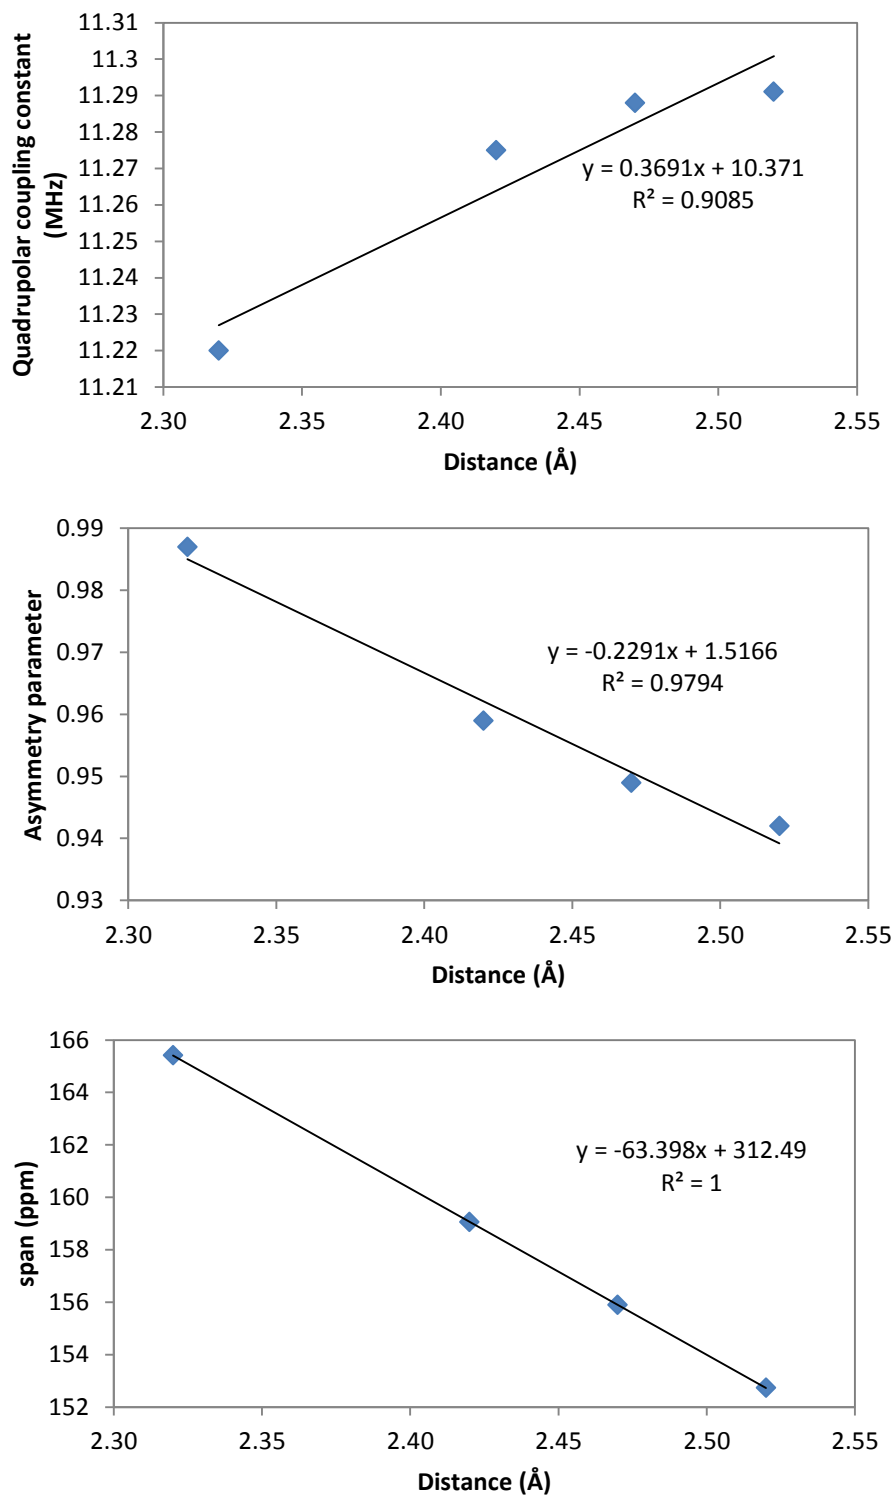 Quadrupolar coupling constant
(MHz)
11.31
11.3
11.29
11.28
11.27
11.26
11.25
11.24
11.23
11.22
11.21
y = 0.3691x + 10.371
R² = 0.9085
2.30 2.35 2.40 2.45 2.50 2.55
Distance (Å)
Asymmetry parameter
0.99
0.98
0.97
0.96
0.95
0.94
0.93
y = -0.2291x + 1.5166
R² = 0.9794
2.30 2.35 2.40 2.45 2.50 2.55
Distance (Å)
span (ppm)
166
164
162
160
158
156
154
152
y = -63.398x + 312.49
R² = 1
2.30 2.35 2.40 2.45 2.50 2.55
Distance (Å)